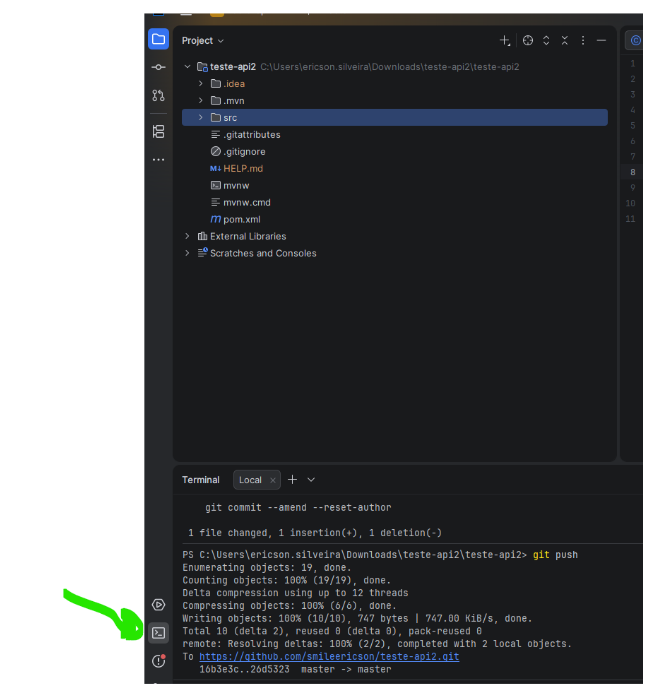 Project
teste-api2 C:\Users\ericson.silveira\Downloads\teste-api2\teste-api2
.idea
.mvn
src
.gitattributes
.gitignore
M↓ HELP.md
mvnw
mvnw.cmd
m pom.xml
External Libraries
Scratches and Consoles
1
2
3
4
5
6
7
8
9
10
11
Terminal Local
git commit --amend --reset-author
1 file changed, 1 insertion(+), 1 deletion(-)
PS C:\Users\ericson.silveira\Downloads\teste-api2\teste-api2> git push
Enumerating objects: 19, done.
Counting objects: 100% (19/19), done.
Delta compression using up to 12 threads
Compressing objects: 100% (6/6), done.
Writing objects: 100% (10/10), 747 bytes | 747.00 KiB/s, done.
Total 10 (delta 2), reused 0 (delta 0), pack-reused 0
remote: Resolving deltas: 100% (2/2), completed with 2 local objects.
To https://github.com/smileericson/teste-api2.git
16b3e3c..26d5323 master -> master